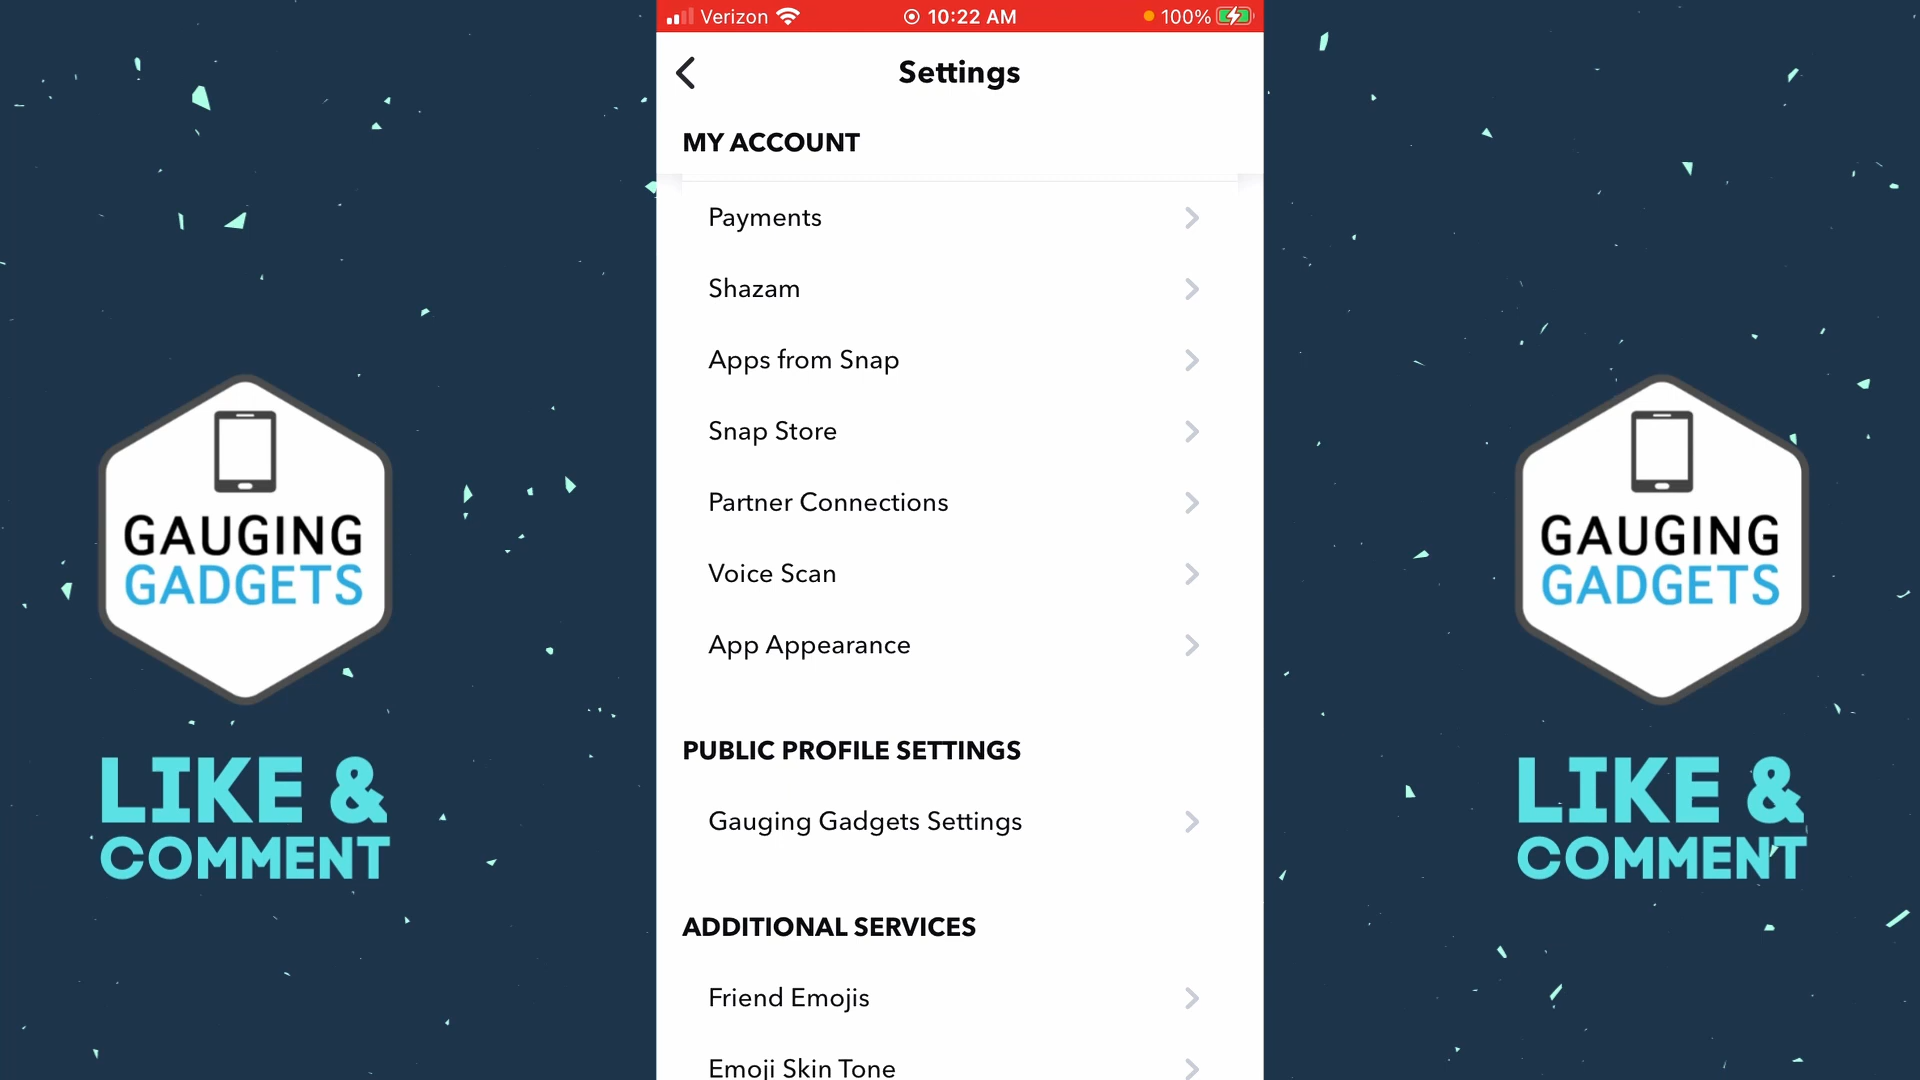 Verizon 10:22 AM 100%
Settings
MY ACCOUNT
Payments
Shazam
Apps from Snap
Snap Store
Partner Connections
Voice Scan
App Appearance
PUBLIC PROFILE SETTINGS
Gauging Gadgets Settings
ADDITIONAL SERVICES
Friend Emojis
Emoji Skin Tone
GAUGING
GADGETS
LIKE &
COMMENT
GAUGING
GADGETS
LIKE &
COMMENT